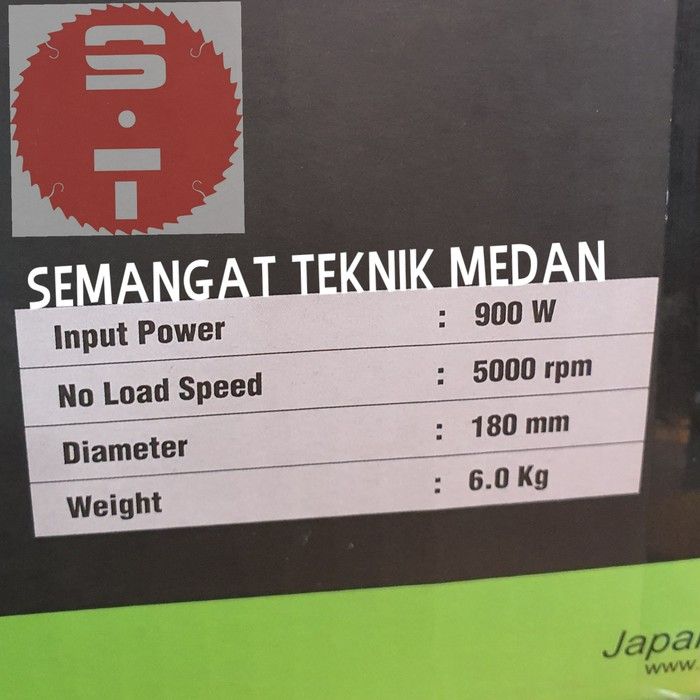 S.T
SEMANGAT TEKNIK MEDAN
Input Power : 900 W
No Load Speed : 5000 rpm
Diameter : 180 mm
Weight : 6.0 Kg
www.